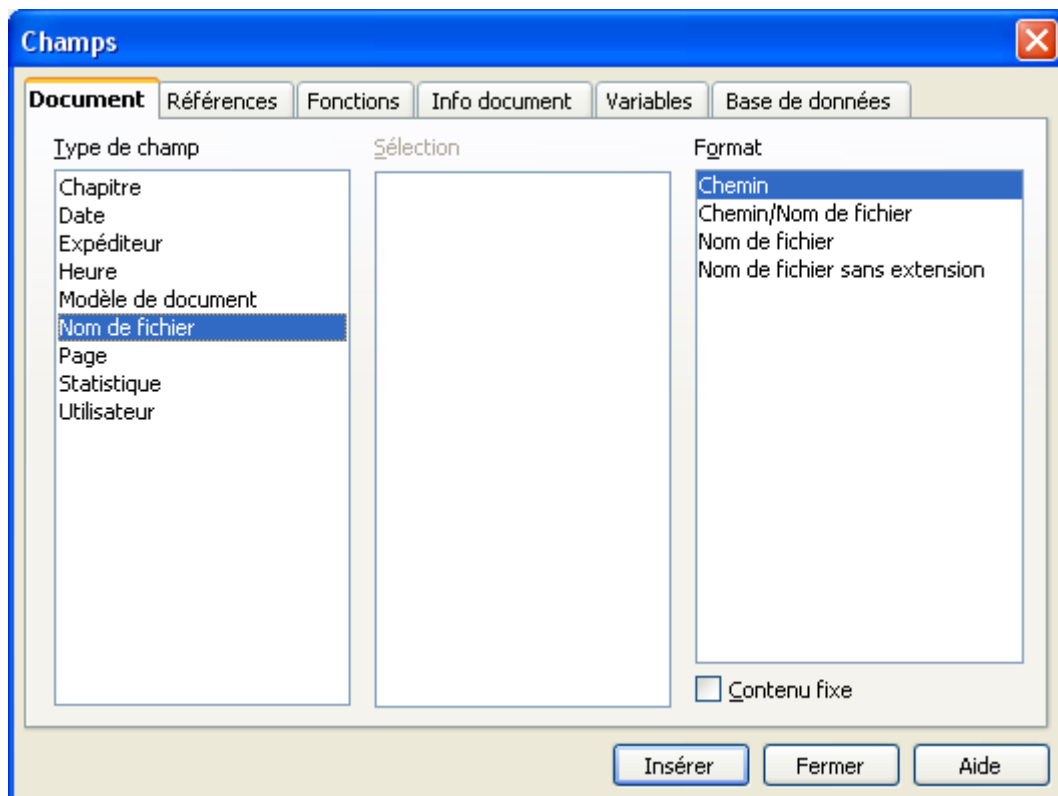 Champs
Document Références Fonctions Info document Variables Base de données
Type de champ
Chapitre
Date
Expéditeur
Heure
Modèle de document
Nom de fichier
Page
Statistique
Utilisateur
Sélection
Format
Chemin
Chemin/Nom de fichier
Nom de fichier
Nom de fichier sans extension
Contenu fixe
Insérer Fermer Aide